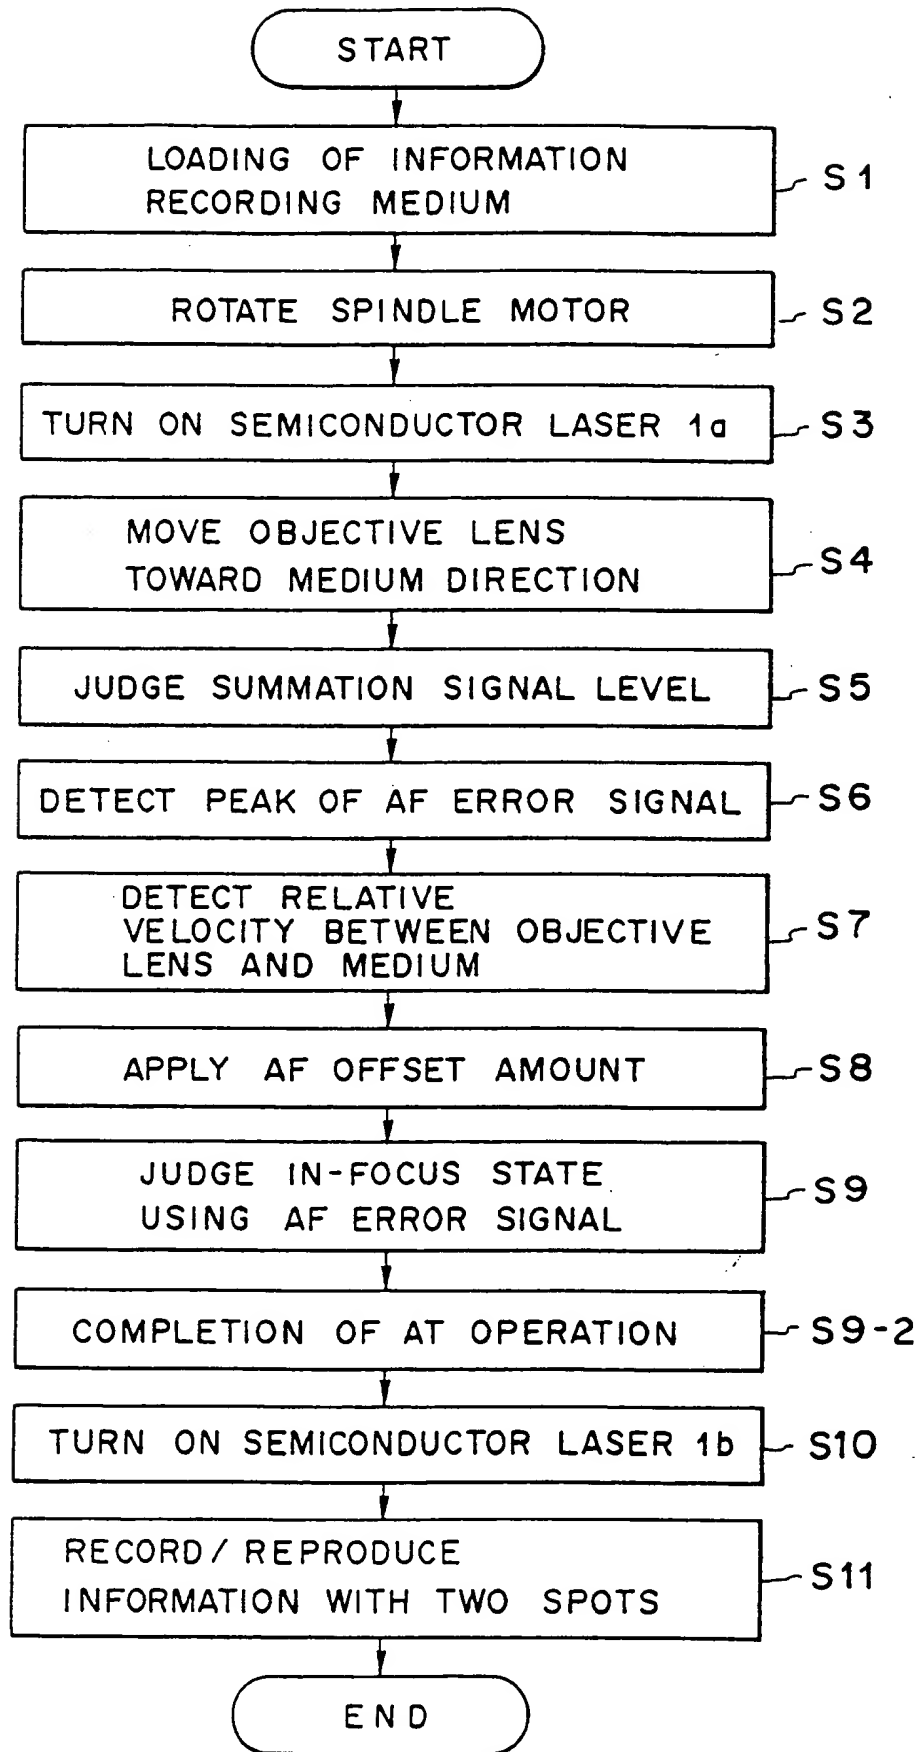 START
LOADING OF INFORMATION
RECORDING MEDIUM
S1
ROTATE SPINDLE MOTOR
S2
TURN ON SEMICONDUCTOR LASER 1a
S3
MOVE OBJECTIVE LENS
TOWARD MEDIUM DIRECTION
S4
JUDGE SUMMATION SIGNAL LEVEL
S5
DETECT PEAK OF AF ERROR SIGNAL
S6
DETECT RELATIVE
VELOCITY BETWEEN OBJECTIVE
LENS AND MEDIUM
S7
APPLY AF OFFSET AMOUNT
S8
JUDGE IN-FOCUS STATE
USING AF ERROR SIGNAL
S9
COMPLETION OF AT OPERATION
S9-2
TURN ON SEMICONDUCTOR LASER 1b
S10
RECORD/REPRODUCE
INFORMATION WITH TWO SPOTS
S11
END